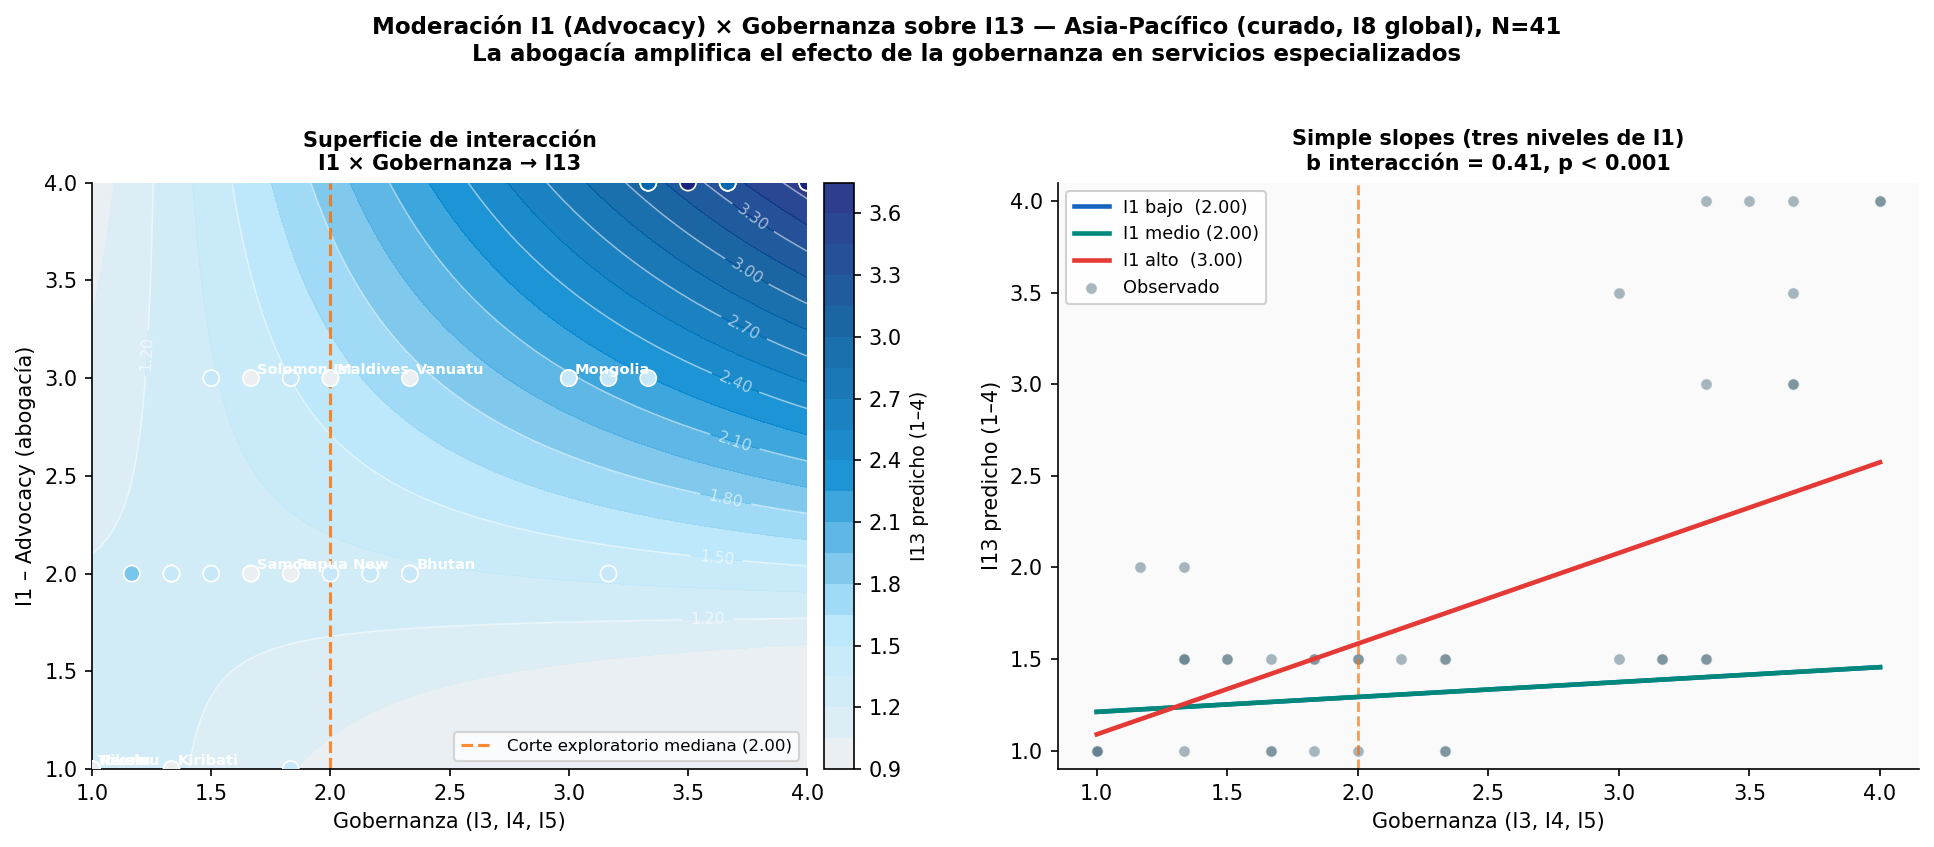 Moderación I1 (Advocacy) × Gobernanza sobre I13 — Asia-Pacífico (curado, I8 global), N=41
La abogacía amplifica el efecto de la gobernanza en servicios especializados
Superficie de interacción
I1 × Gobernanza → I13
I1 – Advocacy (abogacía)
4.0
3.5
3.0
2.5
2.0
1.5
1.0
1.20
3.30
3.00
2.70
2.40
2.10
1.80
1.50
1.20
Solomon
Maldives
Vanuatu
Mongolia
Samoa
Papua New
Bhutan
Kiribati
Corte exploratorio mediana (2.00)
1.0
1.5
2.0
2.5
3.0
3.5
4.0
Gobernanza (I3, I4, I5)
3.6
3.3
3.0
2.7
2.4
2.1
1.8
1.5
1.2
0.9
I13 predicho (1–4)
Simple slopes (tres niveles de I1)
b interacción = 0.41, p < 0.001
I1 bajo (2.00)
I1 medio (2.00)
I1 alto (3.00)
Observado
I13 predicho (1–4)
4.0
3.5
3.0
2.5
2.0
1.5
1.0
1.0
1.5
2.0
2.5
3.0
3.5
4.0
Gobernanza (I3, I4, I5)